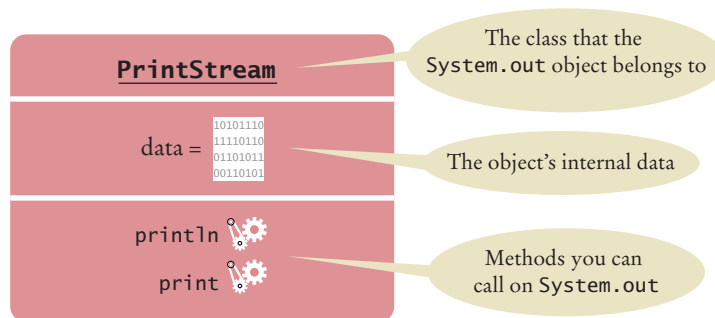 PrintStream
The class that the
System.out object belongs to
data =
10101110
11110110
01101011
00110101
The object's internal data
println
print
Methods you can
call on System.out